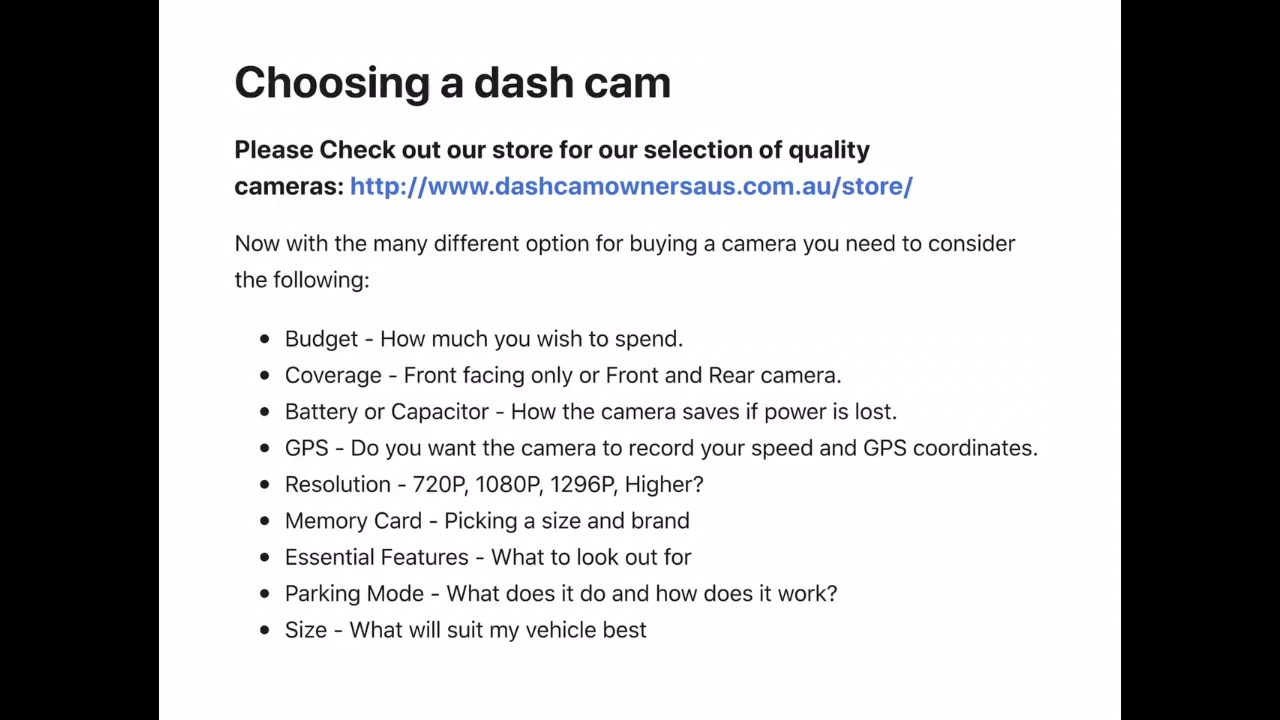 Choosing a dash cam
Please Check out our store for our selection of quality
cameras: http://www.dashcamownersaus.com.au/store/
Now with the many different option for buying a camera you need to consider
the following:
• Budget - How much you wish to spend.
• Coverage - Front facing only or Front and Rear camera.
• Battery or Capacitor - How the camera saves if power is lost.
• GPS - Do you want the camera to record your speed and GPS coordinates.
• Resolution - 720P, 1080P, 1296P, Higher?
• Memory Card - Picking a size and brand
• Essential Features - What to look out for
• Parking Mode - What does it do and how does it work?
• Size - What will suit my vehicle best